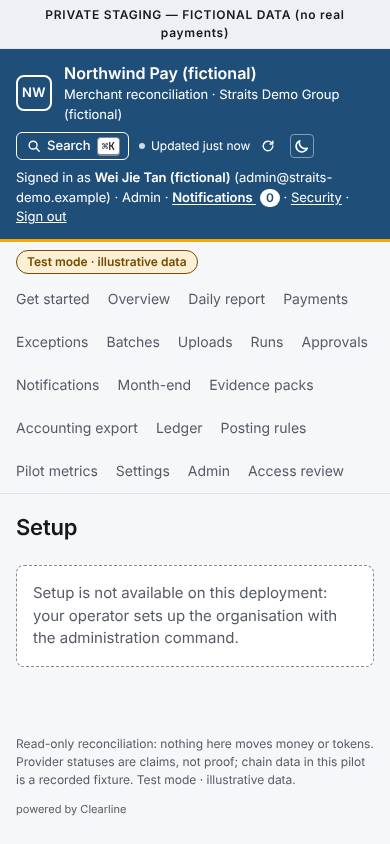 PRIVATE STAGING — FICTIONAL DATA (no real
payments)
NW
Northwind Pay (fictional)
Merchant reconciliation · Straits Demo Group
(fictional)
Search ⌘K
Updated just now
Signed in as Wei Jie Tan (fictional) (admin@straits-
demo.example) · Admin · Notifications 0 · Security ·
Sign out
Test mode · illustrative data
Get started Overview Daily report Payments
Exceptions Batches Uploads Runs Approvals
Notifications Month-end Evidence packs
Accounting export Ledger Posting rules
Pilot metrics Settings Admin Access review
Setup
Setup is not available on this deployment:
your operator sets up the organisation with
the administration command.
Read-only reconciliation: nothing here moves money or tokens.
Provider statuses are claims, not proof; chain data in this pilot
is a recorded fixture. Test mode · illustrative data.
powered by Clearline